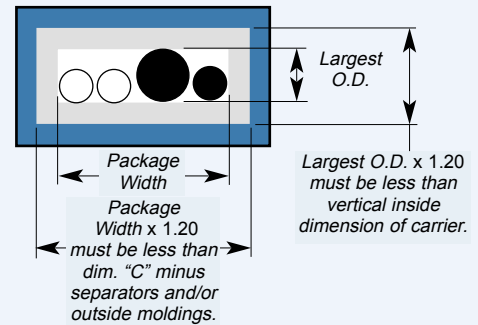 Largest
O.D.
Package
Width
Largest O.D. x 1.20
must be less than
vertical inside
dimension of carrier.
Package
Width x 1.20
must be less than
dim. “C” minus
separators and/or
outside moldings.